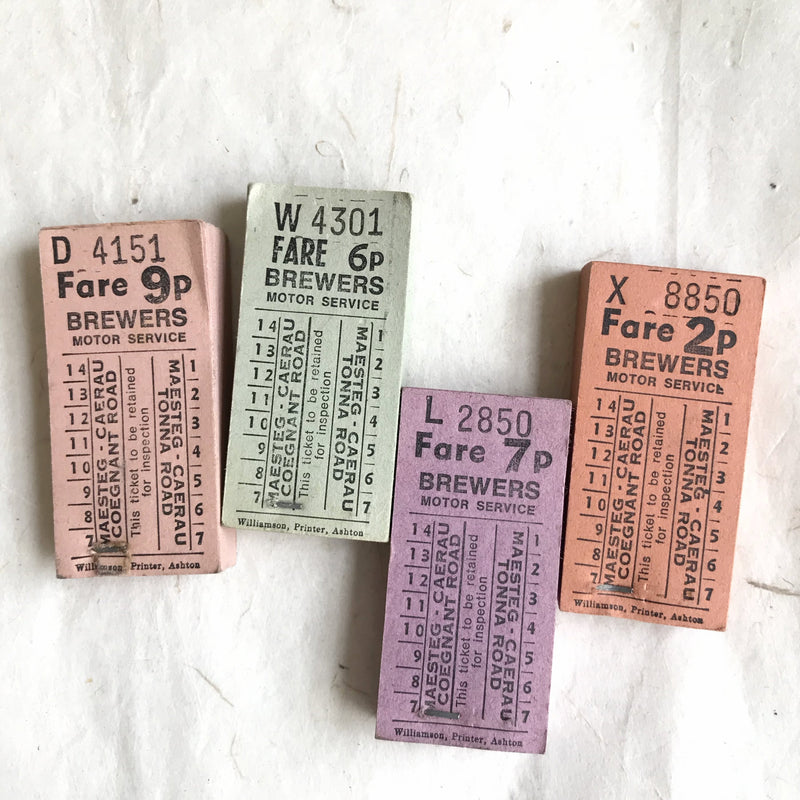 D 4151
Fare 9p
BREWERS
MOTOR SERVICE
14
13
12
11
10
9
8
7
MAESTEG - CAERAU
COEGNANT ROAD
This ticket to be retained
for inspection
MAESTEG - CAERAU
TONNA ROAD
1
2
3
4
5
6
7
Williamson, Printer, Ashton
W 4301
FARE 6p
BREWERS
MOTOR SERVICE
14
13
12
11
10
9
8
7
MAESTEG - CAERAU
COEGNANT ROAD
This ticket to be retained
for inspection
MAESTEG - CAERAU
TONNA ROAD
1
2
3
4
5
6
7
Williamson, Printer, Ashton
L 2850
Fare 7p
BREWERS
MOTOR SERVICE
14
13
12
11
10
9
8
7
MAESTEG - CAERAU
COEGNANT ROAD
This ticket to be retained
for inspection
MAESTEG - CAERAU
TONNA ROAD
1
2
3
4
5
6
7
Williamson, Printer, Ashton
X 8850
Fare 2p
BREWERS
MOTOR SERVICE
14
13
12
11
10
9
8
7
MAESTEG - CAERAU
COEGNANT ROAD
This ticket to be retained
for inspection
MAESTEG - CAERAU
TONNA ROAD
1
2
3
4
5
6
7
Williamson, Printer, Ashton